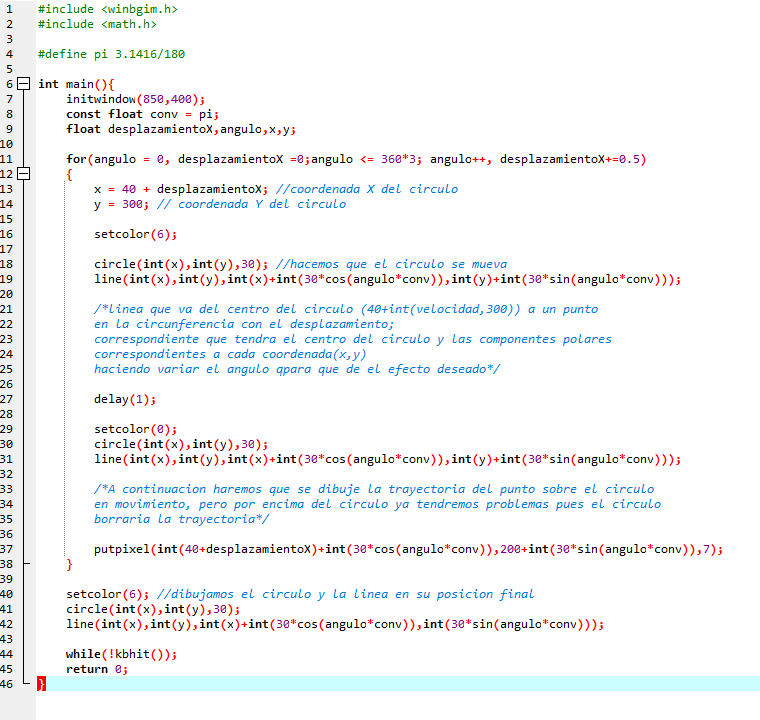 1 #include <winbgim.h>
2 #include <math.h>
3
4 #define pi 3.1416/180
5
6 int main(){
7 initwindow(850,400);
8 const float conv = pi;
9 float desplazamientoX,angulo,x,y;
10
11 for(angulo = 0, desplazamientoX =0;angulo <= 360*3; angulo++, desplazamientoX+=0.5)
12 {
13 x = 40 + desplazamientoX; //coordenada X del circulo
14 y = 300; // coordenada Y del circulo
15
16 setcolor(6);
17
18 circle(int(x),int(y),30); //hacemos que el circulo se mueva
19 line(int(x),int(y),int(x)+int(30*cos(angulo*conv)),int(y)+int(30*sin(angulo*conv)));
20
21 /*linea que va del centro del circulo (40+int(velocidad,300)) a un punto
22 en la circunferencia con el desplazamiento;
23 correspondiente que tendra el centro del circulo y las componentes polares
24 correspondientes a cada coordenada(x,y)
25 haciendo variar el angulo qpara que de el efecto deseado*/
26
27 delay(1);
28
29 setcolor(0);
30 circle(int(x),int(y),30);
31 line(int(x),int(y),int(x)+int(30*cos(angulo*conv)),int(y)+int(30*sin(angulo*conv)));
32
33 /*A continuacion haremos que se dibuje la trayectoria del punto sobre el circulo
34 en movimiento, pero por encima del circulo ya tendremos problemas pues el circulo
35 borraria la trayectoria*/
36
37 putpixel(int(40+desplazamientoX)+int(30*cos(angulo*conv)),200+int(30*sin(angulo*conv)),7);
38 }
39
40 setcolor(6); //dibujamos el circulo y la linea en su posicion final
41 circle(int(x),int(y),30);
42 line(int(x),int(y),int(x)+int(30*cos(angulo*conv)),int(30*sin(angulo*conv)));
43
44 while(!kbhit());
45 return 0;
46 }